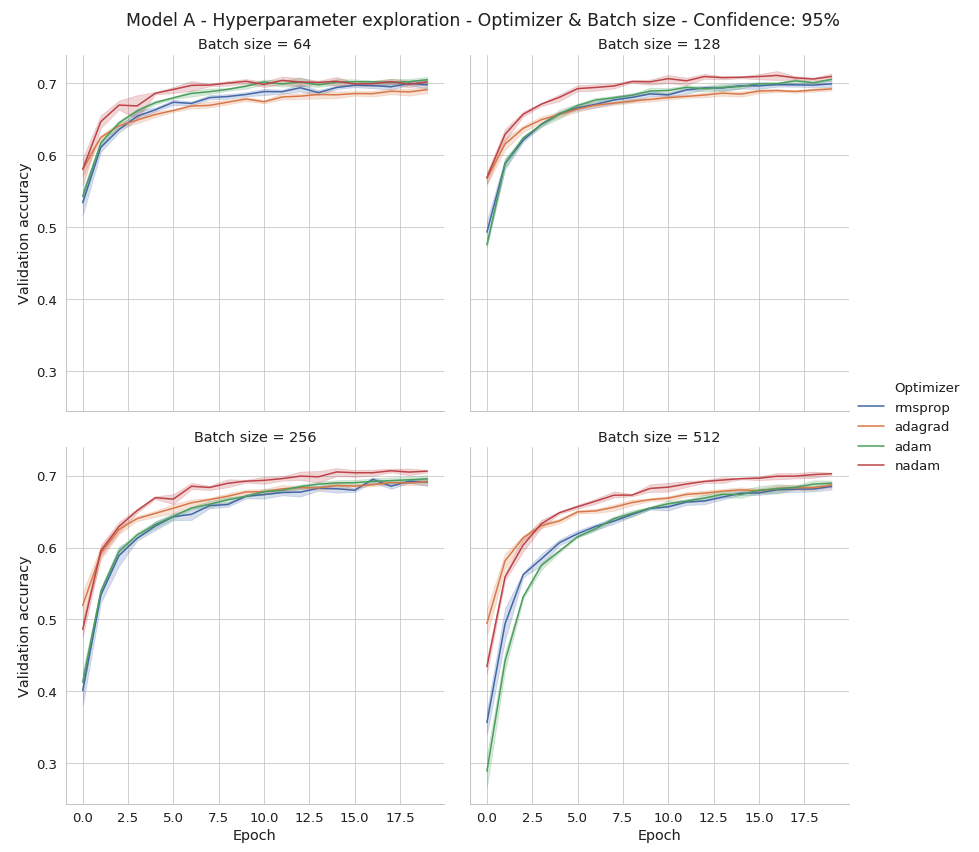 Model A - Hyperparameter exploration - Optimizer & Batch size - Confidence: 95%
Batch size = 64
Batch size = 128
0.7
0.6
0.5
0.4
0.3
Validation accuracy
Optimizer
rmsprop
adagrad
adam
nadam
Batch size = 256
Batch size = 512
0.7
0.6
0.5
0.4
0.3
Validation accuracy
0.0 2.5 5.0 7.5 10.0 12.5 15.0 17.5
0.0 2.5 5.0 7.5 10.0 12.5 15.0 17.5
Epoch
Epoch